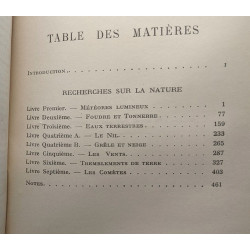 TABLE DES MATIÈRES
INTRODUCTION I
RECHERCHES SUR LA NATURE
Livre Premier. — MÉTÉORES LUMINEUX 1
Livre Deuxième. — FOUDRE ET TONNERRE 77
Livre Troisième. — EAUX TERRESTRES 159
Livre Quatrième A. — LE NIL. 233
Livre Quatrième B. — GRÊLE ET NEIGE 265
Livre Cinquième. — LES VENTS. 287
Livre Sixième. — TREMBLEMENTS DE TERRE 327
Livre Septième. — LES COMÈTES 403
NOTES. 461